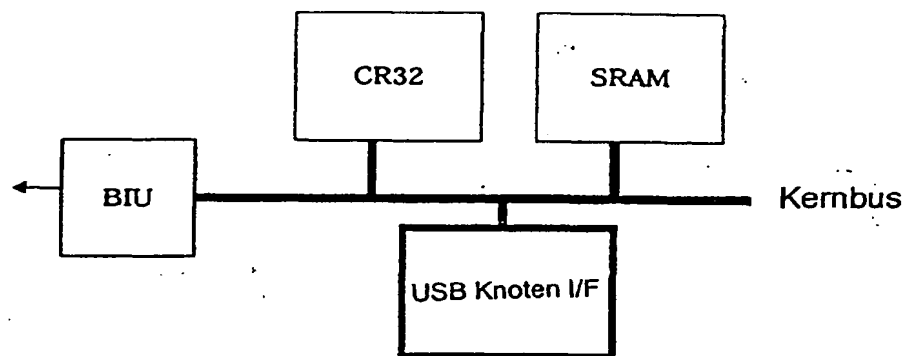 CR32
SRAM
BIU
Kernbus
USB Knoten I/F